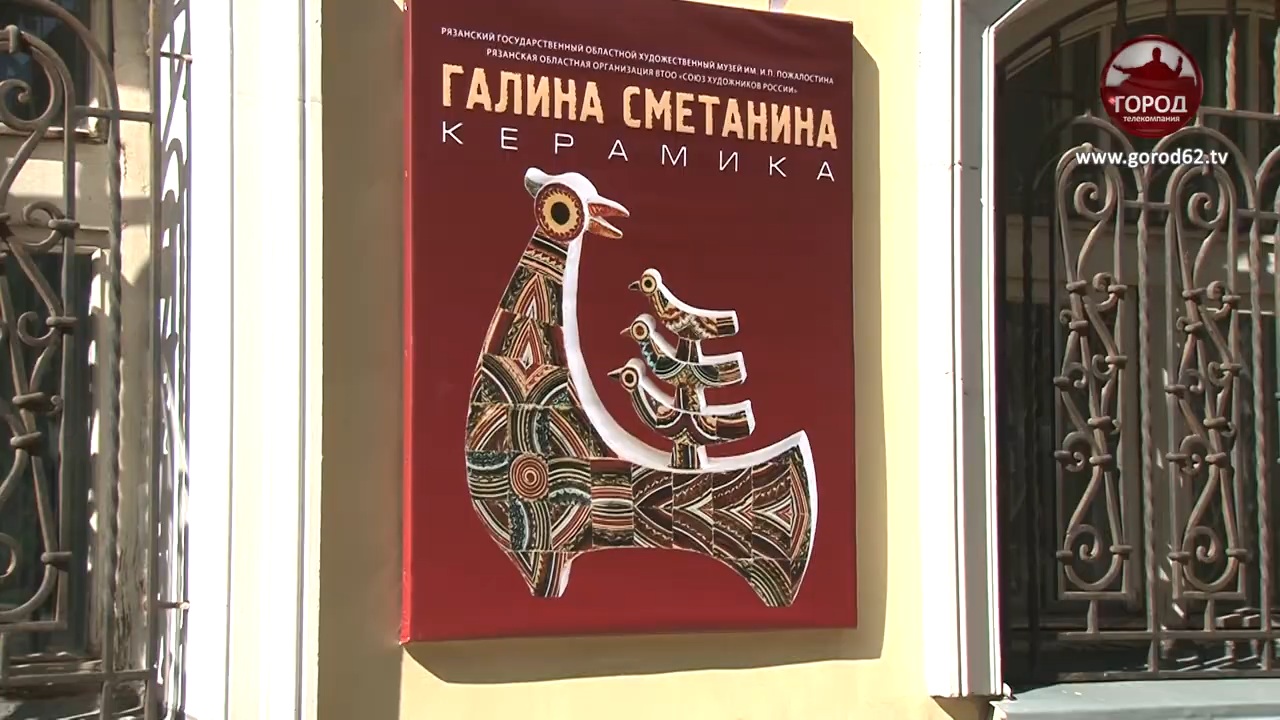 РЯЗАНСКИЙ ГОСУДАРСТВЕННЫЙ ОБЛАСТНОЙ ХУДОЖЕСТВЕННЫЙ МУЗЕЙ ИМ. И.П. ПОЖАЛОСТИНА
РЯЗАНСКАЯ ОБЛАСТНАЯ ОРГАНИЗАЦИЯ ВТОО «СОЮЗ ХУДОЖНИКОВ РОССИИ»
ГАЛИНА СМЕТАНИНА
КЕРАМИКА
ГОРОД
телекомпания
www.gorod62.tv